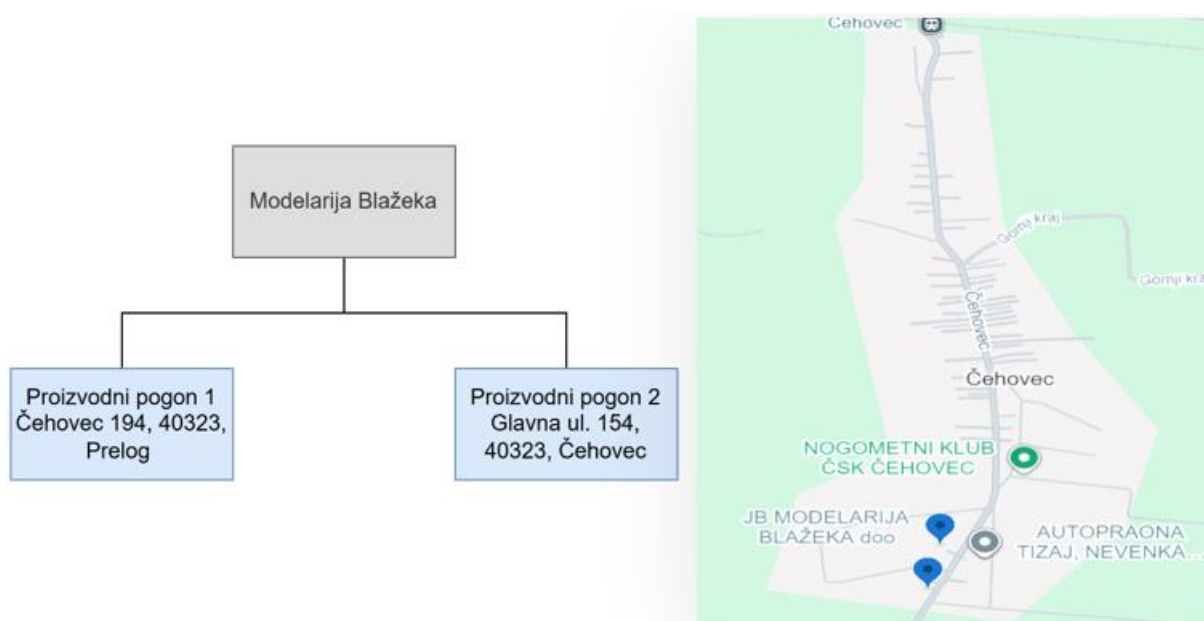 Modelarija Blažeka
Proizvodni pogon 1
Čehovec 194, 40323,
Prelog
Proizvodni pogon 2
Glavna ul. 154,
40323, Čehovec
Čehovec
Gornji kraj
Gornji kra
Čehovec
Čehovec
NOGOMETNI KLUB
ČSK ČEHOVEC
JB MODELARIJA
BLAŽEKA doo
AUTOPRAONA
TIZAJ, NEVENKA...